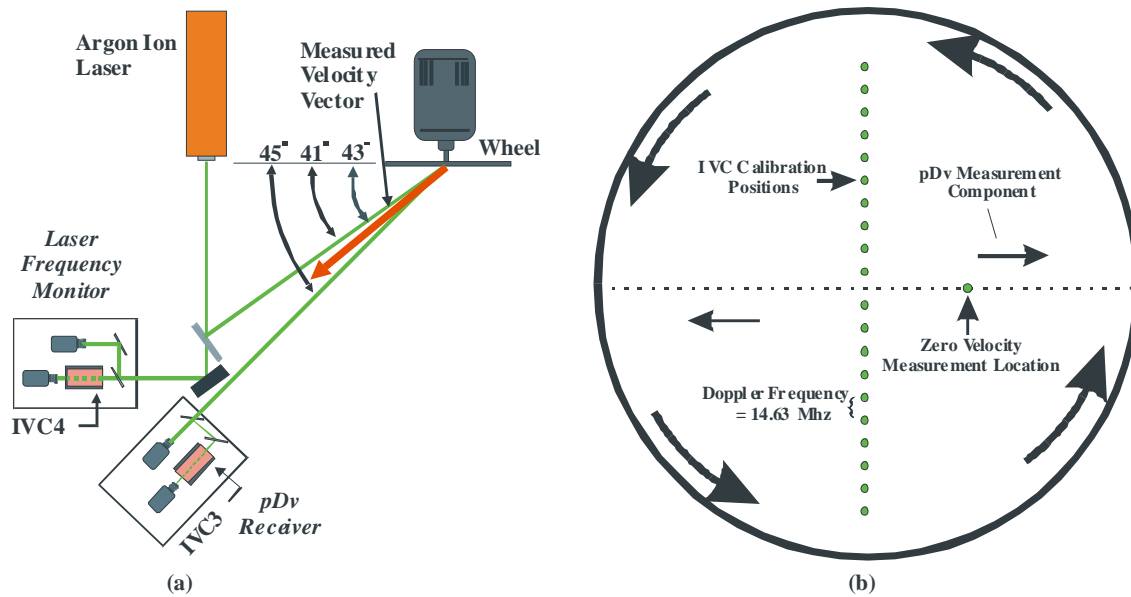 Argon Ion
Laser
Measured
Velocity
Vector
45° 41° 43°
Wheel
Laser
Frequency
Monitor
IVC4
IVC3
pDv
Receiver
(a)
IVC Calibration
Positions
pDv Measurement
Component
Zero Velocity
Measurement Location
Doppler Frequency
= 14.63 Mhz
{
(b)